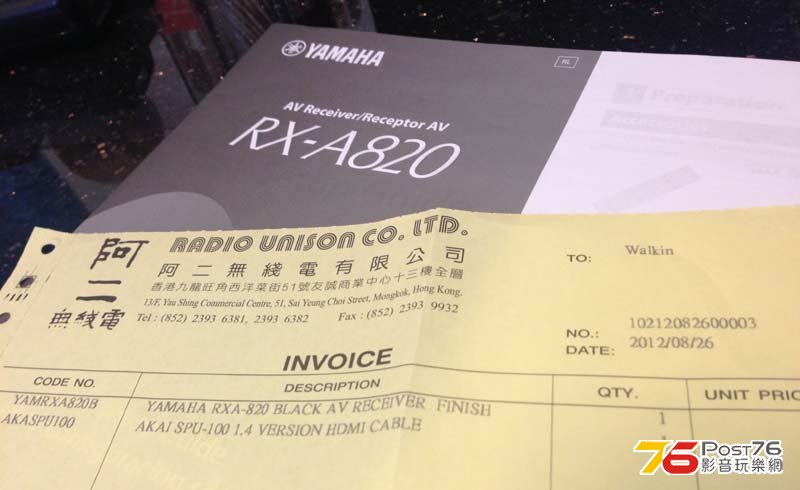 YAMAHA
RL
AV Receiver/Receptor AV
RX-A820
1 Preparation
阿二無綫電
RADIO UNISON CO. LTD.
阿二無綫電有限公司
香港九龍旺角西洋菜街51號友誠商業中心十三樓全層
13/F, Yau Shing Commercial Centre, 51, Sai Yeung Choi Street, Mongkok, Hong Kong.
Tel : (852) 2393 6381, 2393 6382 Fax : (852) 2393 9932
TO: Walkin
NO.: 10212082600003
DATE: 2012/08/26
INVOICE
CODE NO. DESCRIPTION QTY. UNIT PRIC
YAMRXA820B YAMAHA RXA-820 BLACK AV RECEIVER FINISH 1
AKASPU100 AKAI SPU-100 1.4 VERSION HDMI CABLE
76 Post76
影音玩樂網